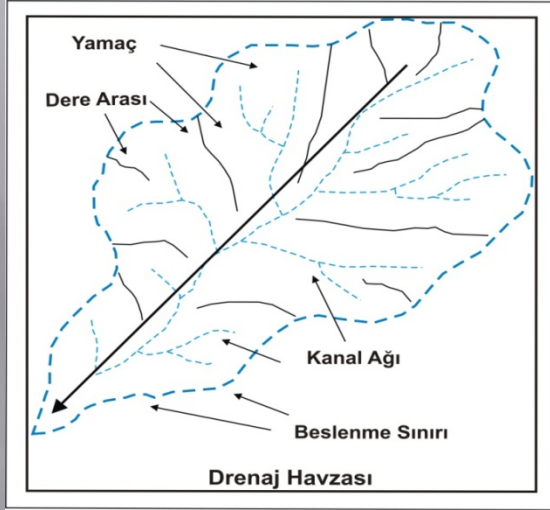 Yamaç
Dere Arası
Kanal Ağı
Beslenme Sınırı
Drenaj Havzası